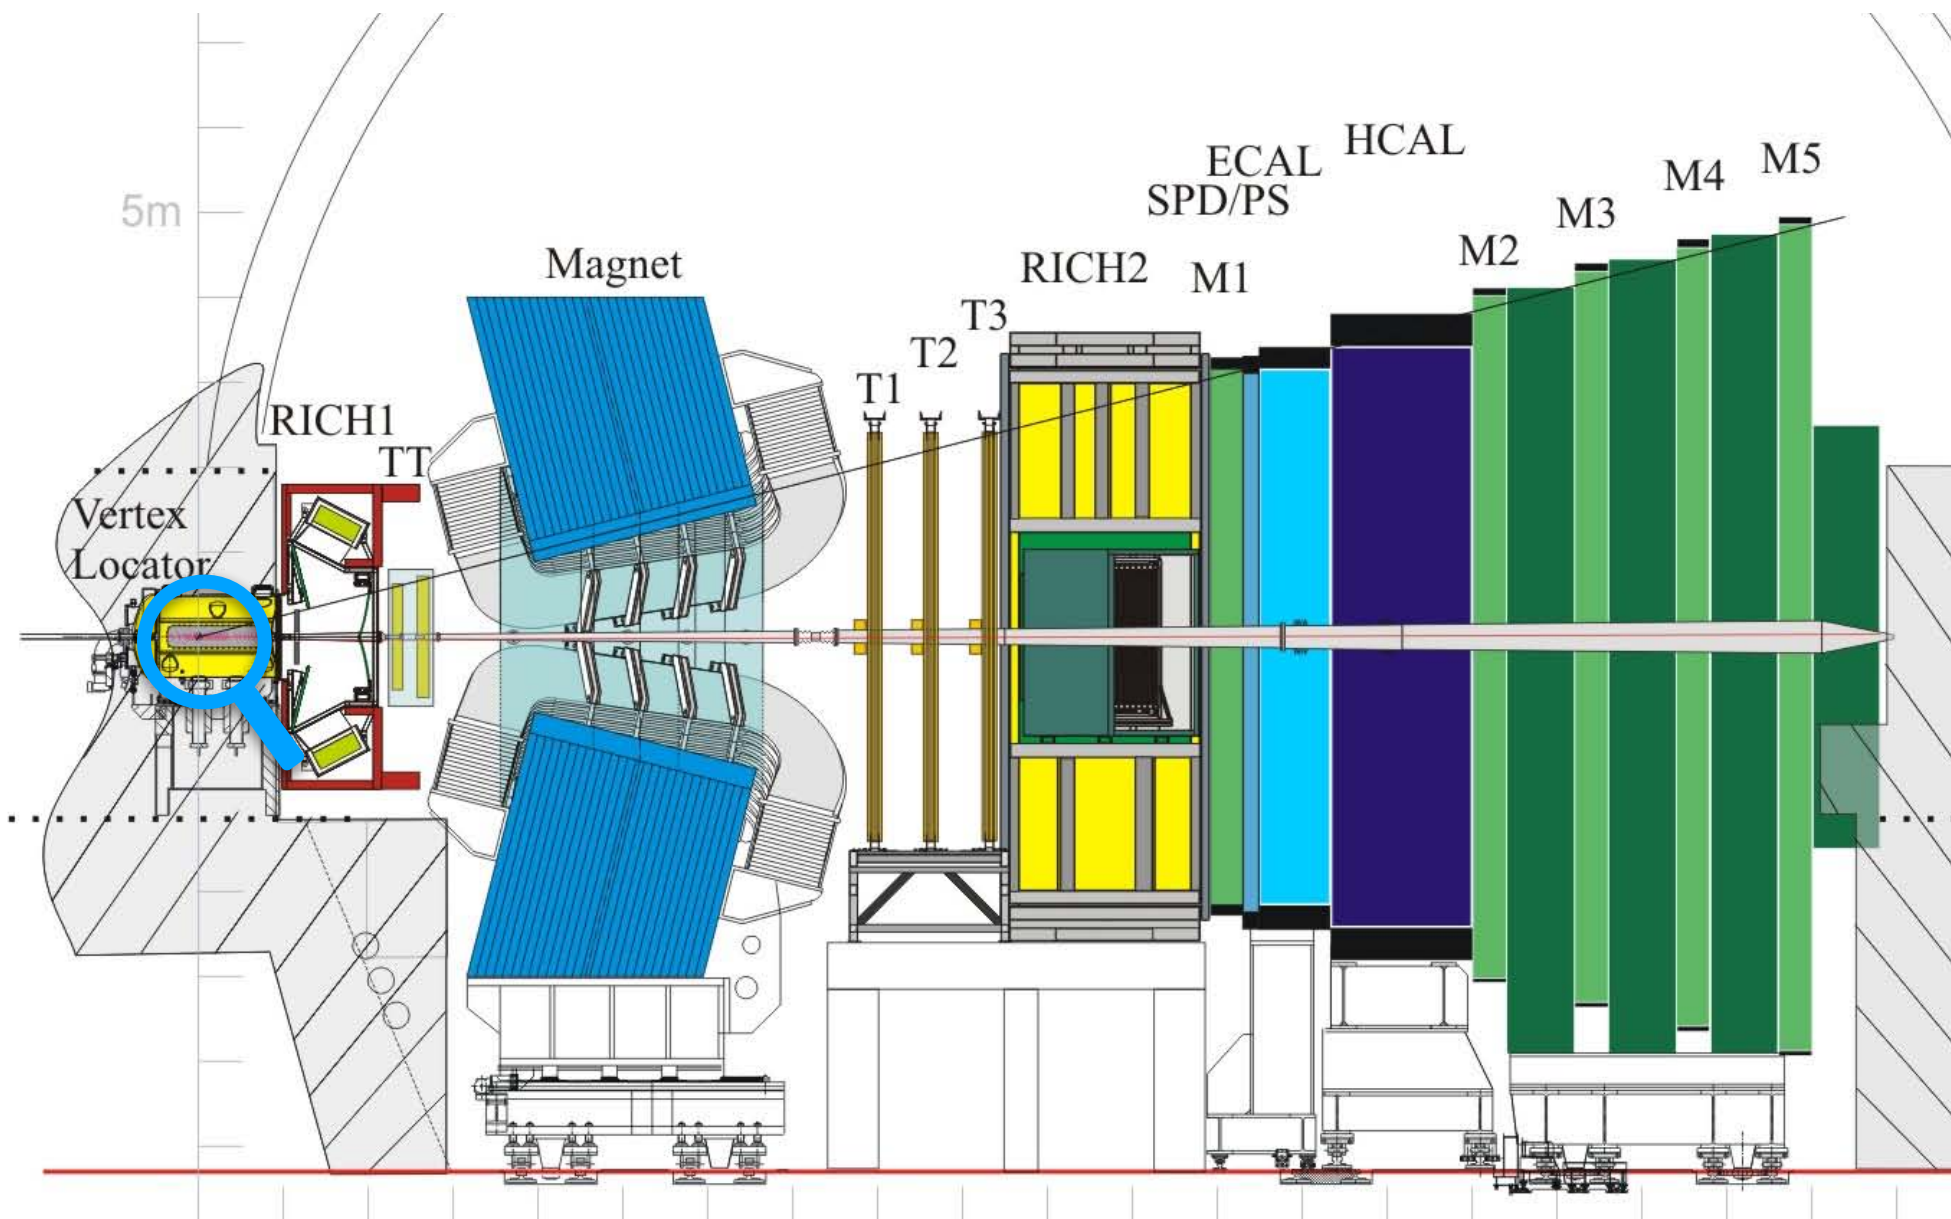 HCAL
ECAL
M5
M4
SPD/PS
5m
M3
M2
Magnet
RICH2
M1
T3
T2
T1
RICH1
TT
Vertex
Locator